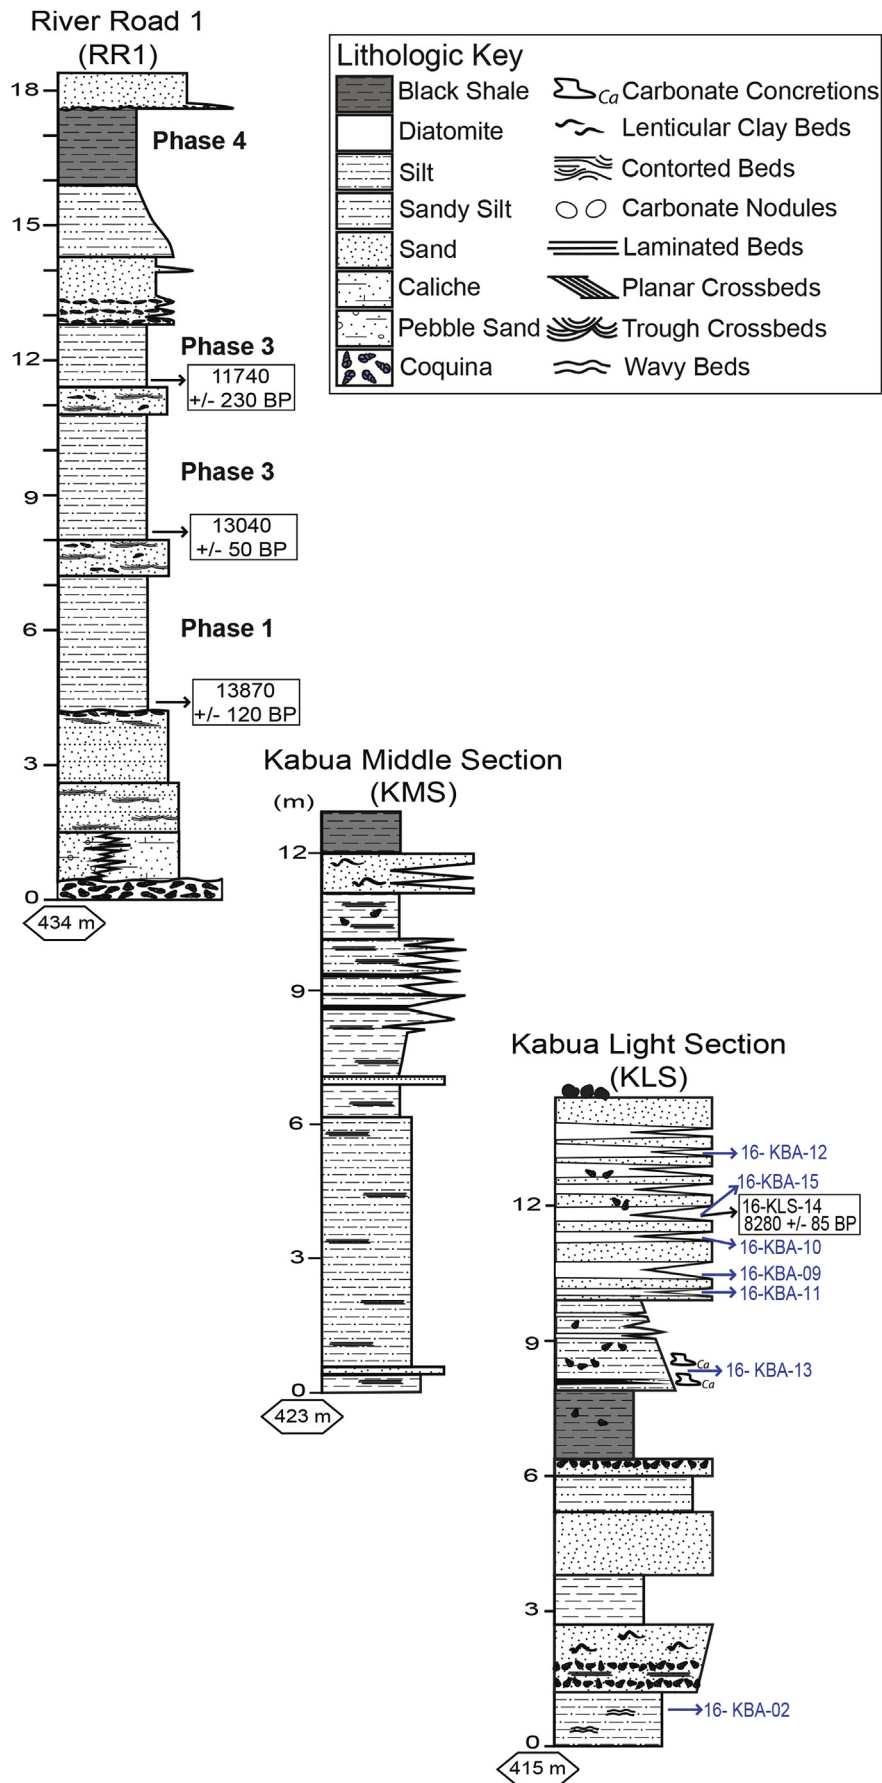 River Road 1
(RR1)
18
15
12
9
6
3
0
Phase 4
Phase 3
11740
+/- 230 BP
Phase 3
13040
+/- 50 BP
Phase 1
13870
+/- 120 BP
434 m
Lithologic Key
Black Shale
Diatomite
Silt
Sandy Silt
Sand
Caliche
Pebble Sand
Coquina
Ca Carbonate Concretions
Lenticular Clay Beds
Contorted Beds
Carbonate Nodules
Laminated Beds
Planar Crossbeds
Trough Crossbeds
Wavy Beds
Kabua Middle Section
(KMS)
(m)
12
9
6
3
0
423 m
Kabua Light Section
(KLS)
12
9
6
3
0
16- KBA-12
16-KBA-15
16-KLS-14
8280 +/- 85 BP
16-KBA-10
16-KBA-09
16-KBA-11
Ca
16- KBA-13
Ca
16- KBA-02
415 m